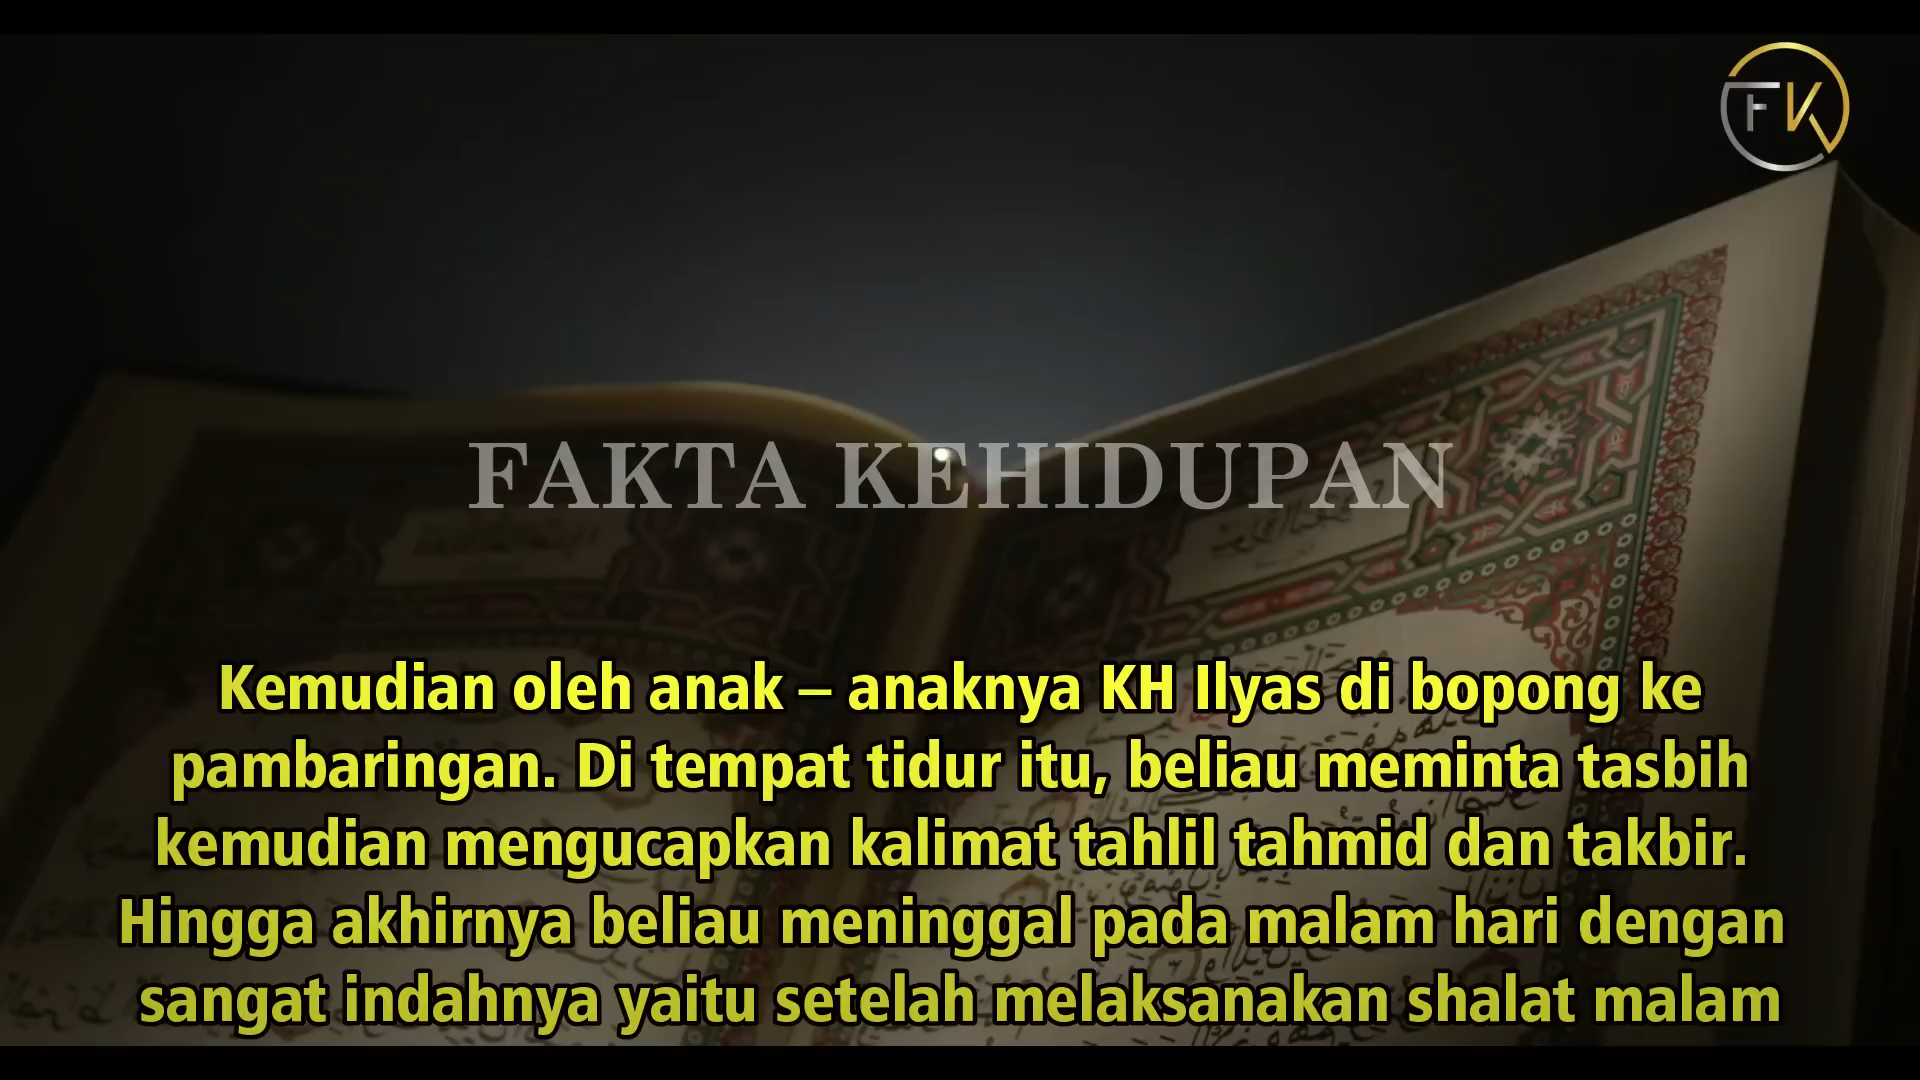 FK
FAKTA KEHIDUPAN
Kemudian oleh anak – anaknya KH Ilyas di bopong ke
pambaringan. Di tempat tidur itu, beliau meminta tasbih
kemudian mengucapkan kalimat tahlil tahmid dan takbir.
Hingga akhirnya beliau meninggal pada malam hari dengan
sangat indahnya yaitu setelah melaksanakan shalat malam